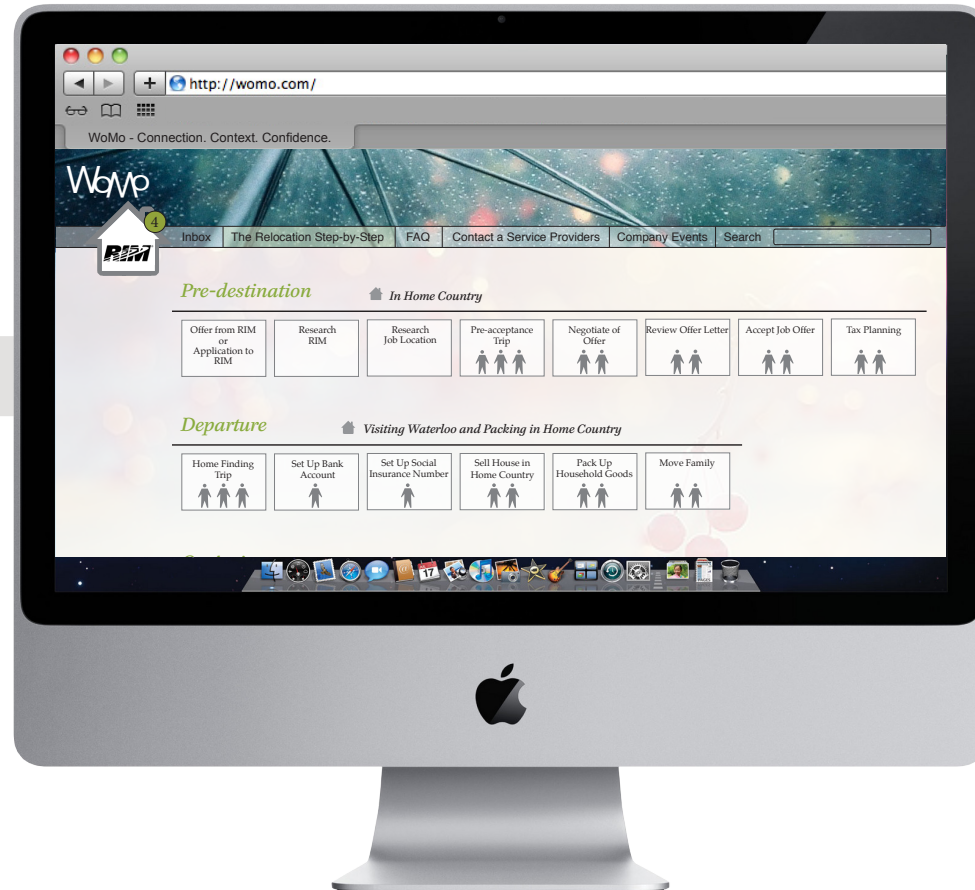 http://womo.com/
WoMo - Connection. Context. Confidence.
WoMo
4
RIM
Inbox
The Relocation Step-by-Step
FAQ
Contact a Service Providers
Company Events
Search
Pre-destination
In Home Country
Offer from RIM
or
Application to
RIM
Research
RIM
Research
Job Location
Pre-acceptance
Trip
Negotiate of
Offer
Review Offer Letter
Accept Job Offer
Tax Planning
Departure
Visiting Waterloo and Packing in Home Country
Home Finding
Trip
Set Up Bank
Account
Set Up Social
Insurance Number
Sell House in
Home Country
Pack Up
Household Goods
Move Family
17
PAGES